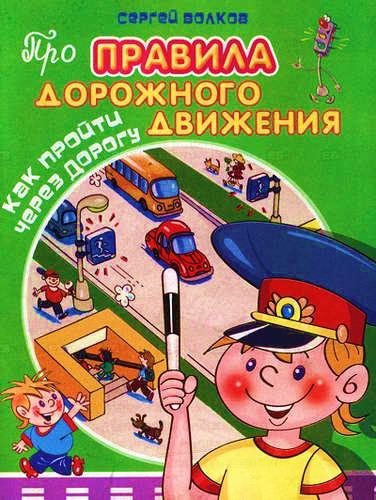 СЕРГЕЙ ВОЛКОВ
Про ПРАВИЛА
ДОРОЖНОГО
ДВИЖЕНИЯ
КАК ПРОЙТИ
ЧЕРЕЗ ДОРОГУ